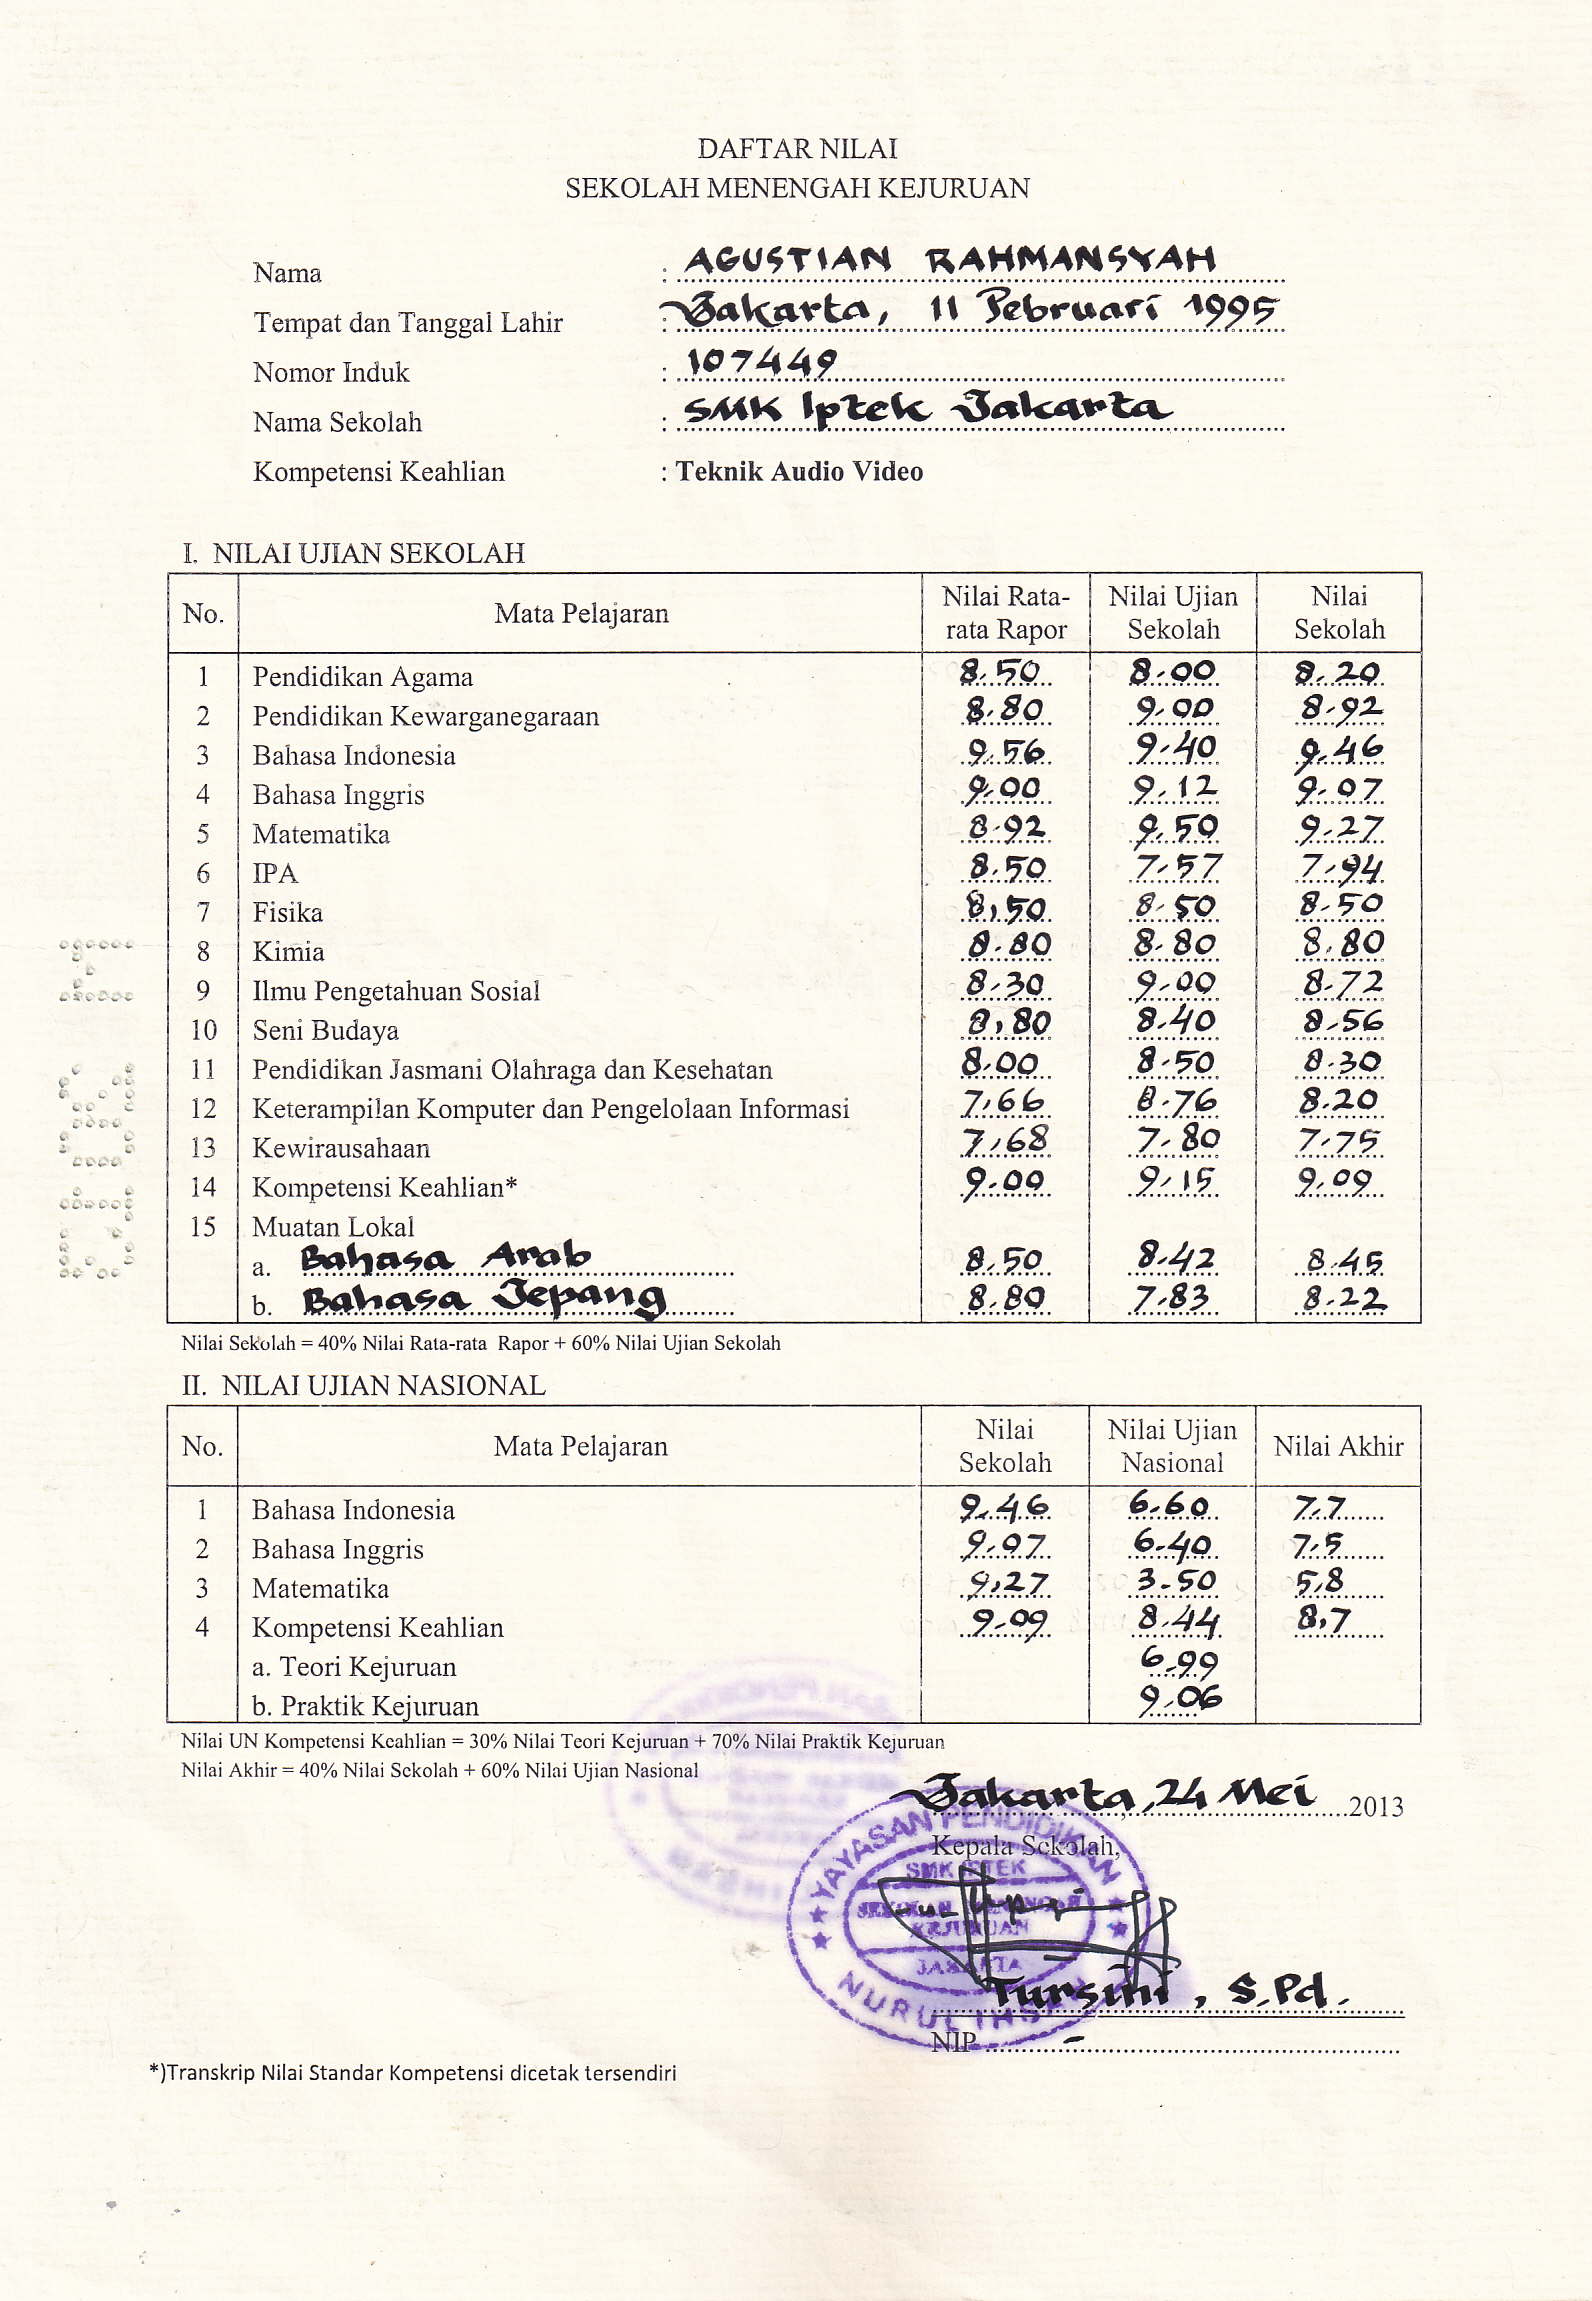 DAFTAR NILAI
SEKOLAH MENENGAH KEJURUAN
Nama : AGUSTIAN RAHMANSYAH
Tempat dan Tanggal Lahir : Jakarta, 11 Pebruari 1995
Nomor Induk : 107449
Nama Sekolah : SMK Iptek Jakarta
Kompetensi Keahlian : Teknik Audio Video
I. NILAI UJIAN SEKOLAH
No. Mata Pelajaran Nilai Rata-rata Rapor Nilai Ujian Sekolah Nilai Sekolah
1 Pendidikan Agama 8,50 8,00 8,20
2 Pendidikan Kewarganegaraan 8,80 9,00 8,92
3 Bahasa Indonesia 9,56 9,40 9,46
4 Bahasa Inggris 9,00 9,12 9,07
5 Matematika 8,92 9,50 9,27
6 IPA 8,50 7,57 7,94
7 Fisika 8,50 8,50 8,50
8 Kimia 8,80 8,80 8,80
9 Ilmu Pengetahuan Sosial 8,30 9,00 8,72
10 Seni Budaya 8,80 8,40 8,56
11 Pendidikan Jasmani Olahraga dan Kesehatan 8,00 8,50 8,30
12 Keterampilan Komputer dan Pengelolaan Informasi 7,66 8,76 8,20
13 Kewirausahaan 7,68 7,80 7,75
14 Kompetensi Keahlian* 9,00 9,15 9,09
15 Muatan Lokal
a. Bahasa Arab 8,50 8,42 8,45
b. Bahasa Jepang 8,80 7,83 8,22
Nilai Sekolah = 40% Nilai Rata-rata Rapor + 60% Nilai Ujian Sekolah
II. NILAI UJIAN NASIONAL
No. Mata Pelajaran Nilai Sekolah Nilai Ujian Nasional Nilai Akhir
1 Bahasa Indonesia 9,46 6,60 7,7
2 Bahasa Inggris 9,07 6,40 7,5
3 Matematika 9,27 3,50 5,8
4 Kompetensi Keahlian 9,09 8,44 8,7
a. Teori Kejuruan 6,99
b. Praktik Kejuruan 9,06
Nilai UN Kompetensi Keahlian = 30% Nilai Teori Kejuruan + 70% Nilai Praktik Kejuruan
Nilai Akhir = 40% Nilai Sekolah + 60% Nilai Ujian Nasional
Jakarta, 24 Mei 2013
Kepala Sekolah,
YAYASAN PENDIDIKAN
SMK IPTEK
SEKOLAH MENENGAH
KEJURUAN
JAKARTA
NURUL IHSAN
Tursini, S.Pd.
NIP -
*)Transkrip Nilai Standar Kompetensi dicetak tersendiri